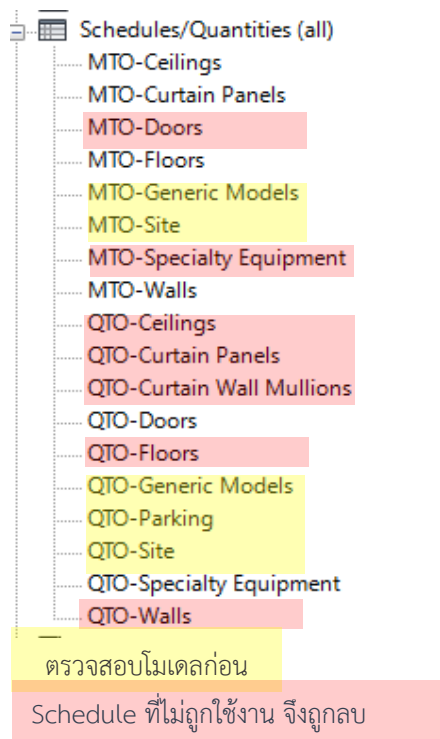 Schedules/Quantities (all)
MTO-Ceilings
MTO-Curtain Panels
MTO-Doors
MTO-Floors
MTO-Generic Models
MTO-Site
MTO-Specialty Equipment
MTO-Walls
QTO-Ceilings
QTO-Curtain Panels
QTO-Curtain Wall Mullions
QTO-Doors
QTO-Floors
QTO-Generic Models
QTO-Parking
QTO-Site
QTO-Specialty Equipment
QTO-Walls
ตรวจสอบโมเดลก่อน
Schedule ที่ไม่ถูกใช้งาน จึงถูกลบ